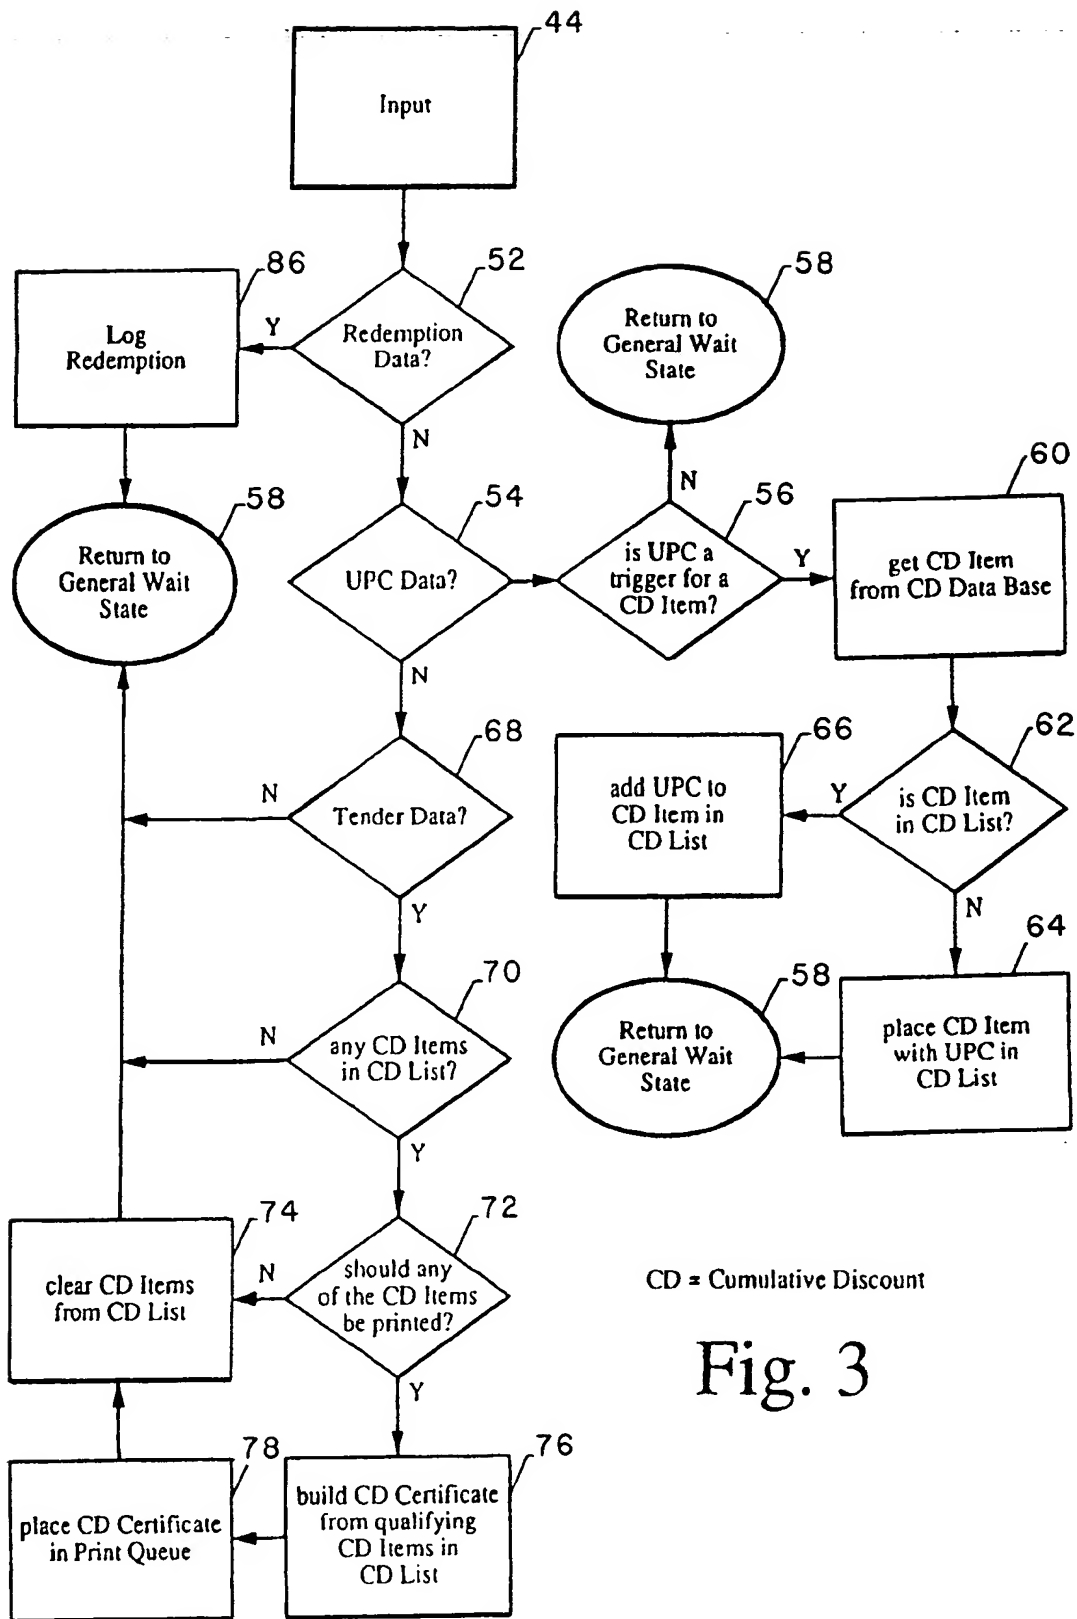 44
Input
86
52
58
Y
Log
Redemption
Redemption
Data?
Return to
General Wait
State
N
N
60
58
54
56
Return to
General Wait
State
UPC Data?
is UPC a
trigger for a
CD Item?
Y
get CD Item
from CD Data Base
N
68
66
62
N
Tender Data?
add UPC to
CD Item in
CD List
Y
is CD Item
in CD List?
Y
N
70
58
64
N
any CD Items
in CD List?
Return to
General Wait
State
place CD Item
with UPC in
CD List
Y
74
72
clear CD Items
from CD List
N
should any
of the CD Items
be printed?
CD = Cumulative Discount
Y
Fig. 3
78
76
place CD Certificate
in Print Queue
build CD Certificate
from qualifying
CD Items in
CD List